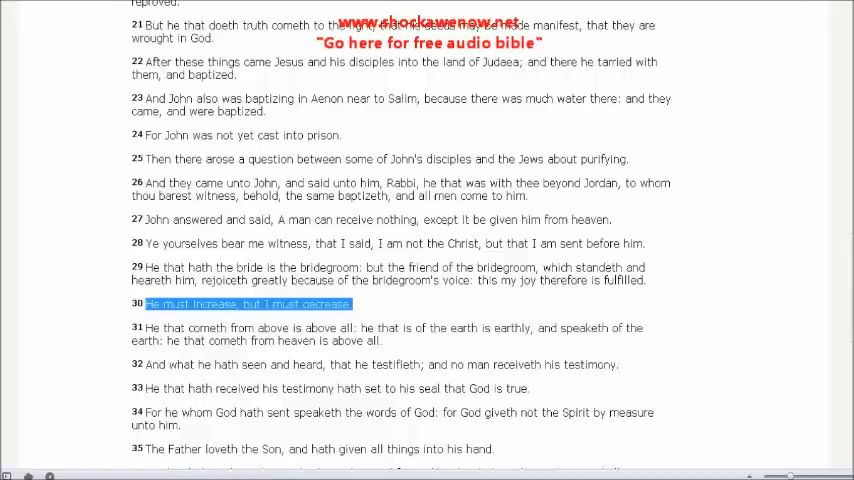 reproved.
www.shockawenow.net
21 But he that doeth truth cometh to the light, that his deeds may be made manifest, that they are
"Go here for free audio bible"
wrought in God.
22 After these things came Jesus and his disciples into the land of Judaea; and there he tarried with
them, and baptized.
23 And John also was baptizing in Aenon near to Salim, because there was much water there: and they
came, and were baptized.
24 For John was not yet cast into prison.
25 Then there arose a question between some of John's disciples and the Jews about purifying.
26 And they came unto John, and said unto him, Rabbi, he that was with thee beyond Jordan, to whom
thou barest witness, behold, the same baptizeth, and all men come to him.
27 John answered and said, A man can receive nothing, except it be given him from heaven.
28 Ye yourselves bear me witness, that I said, I am not the Christ, but that I am sent before him.
29 He that hath the bride is the bridegroom: but the friend of the bridegroom, which standeth and
heareth him, rejoiceth greatly because of the bridegroom's voice: this my joy therefore is fulfilled.
30 He must increase, but I must decrease.
31 He that cometh from above is above all: he that is of the earth is earthly, and speaketh of the
earth: he that cometh from heaven is above all.
32 And what he hath seen and heard, that he testifieth; and no man receiveth his testimony.
33 He that hath received his testimony hath set to his seal that God is true.
34 For he whom God hath sent speaketh the words of God: for God giveth not the Spirit by measure
unto him.
35 The Father loveth the Son, and hath given all things into his hand.